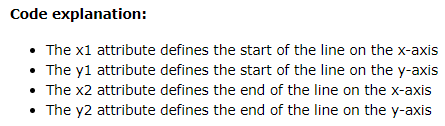 Code explanation:
• The x1 attribute defines the start of the line on the x-axis
• The y1 attribute defines the start of the line on the y-axis
• The x2 attribute defines the end of the line on the x-axis
• The y2 attribute defines the end of the line on the y-axis